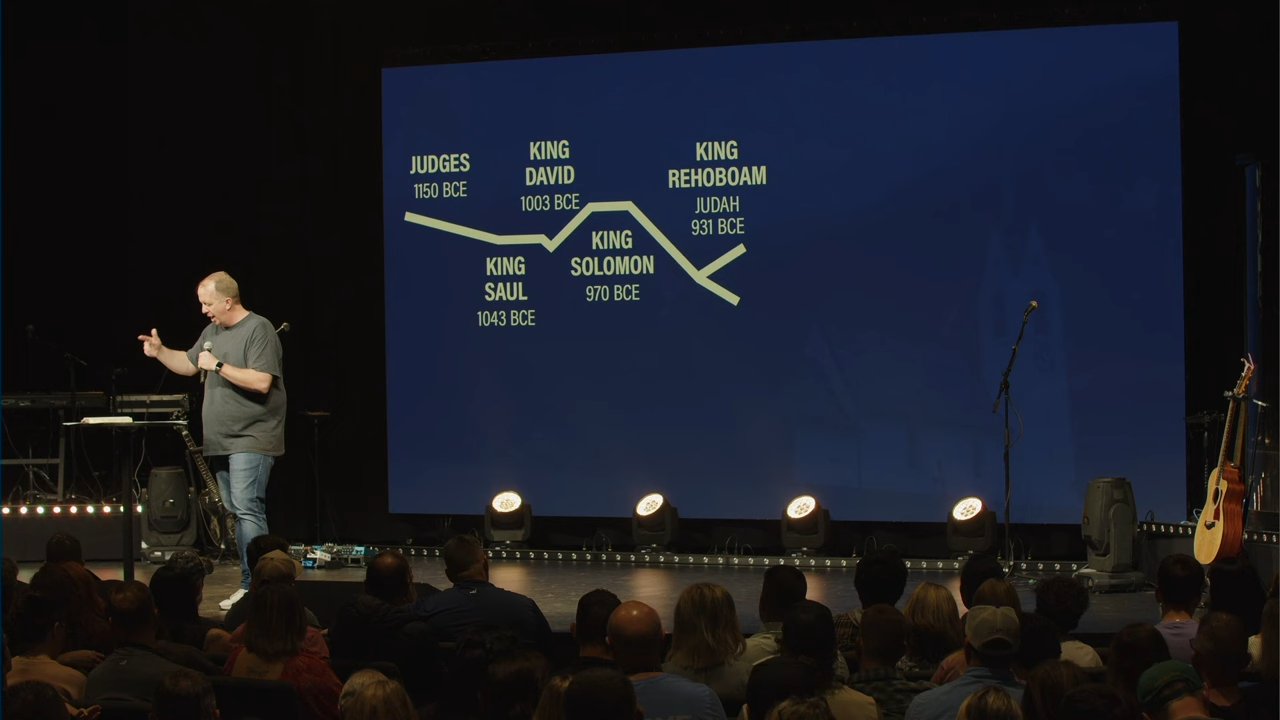 JUDGES
1150 BCE
KING
SAUL
1043 BCE
KING
DAVID
1003 BCE
KING
SOLOMON
970 BCE
KING
REHOBOAM
JUDAH
931 BCE